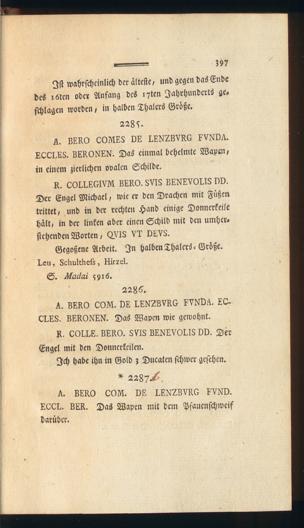 397
Ist wahrscheinlich der älteste, und gegen das Ende
des 16ten oder Anfang des 17ten Jahrhunderts ge,
schlagen worden, in halben Thalers Größe.
2285.
A. BERO COMES DE LENZBVRG FVNDA.
ECCLES. BERONEN. Das einmal behelmte Wapen,
in einem zierlichen ovalen Schilde.
R. COLLEGIVM BERO. SVIS BENEVOLIS DD.
Der Engel Michael, wie er den Drachen mit Füßen
trittet, und in der rechten Hand einige Donnerkeile
hält, in der linken aber einen Schild mit den umher,
stehenden Worten, QVIS VT DEVS.
Gegoßene Arbeit. In halben Thalers, Größe.
Leu, Schulthess, Hirzel.
S. Madai 5916.
2286.
A. BERO COM. DE LENZBVRG FVNDA. EC-
CLES. BERONEN. Das Wapen wie gewohnt.
R. COLLE. BERO. SVIS BENEVOLIS DD. Der
Engel mit den Donnerkeilen.
Ich habe ihn in Gold 3 Ducaten schwer gesehen.
* 2287
A. BERO COM. DE LENZBVRG FVND.
ECCL. BER. Das Wapen mit dem Pfauenschweif
darüber.